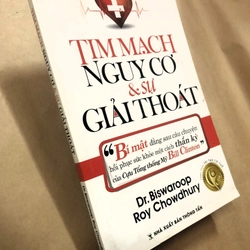 TIM MẠCH
NGUY CƠ
& SỰ
GIẢI THOÁT
"Bí mật đằng sau câu chuyện
hồi phục sức khỏe một cách thần kỳ
của Cựu Tổng thống Mỹ Bill Clinton"
Dr. Biswaroop
Roy Chowdhury
NHÀ XUẤT BẢN THÔNG TẤN